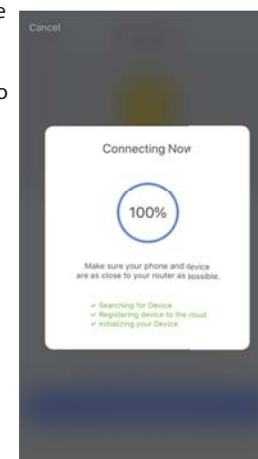 e
o
Cancel
Connecting Now
100%
Make sure your phone and device
are as close to your router as possible.
✓ Searching for Device
✓ Registering device to the cloud
✓ Initializing your Device